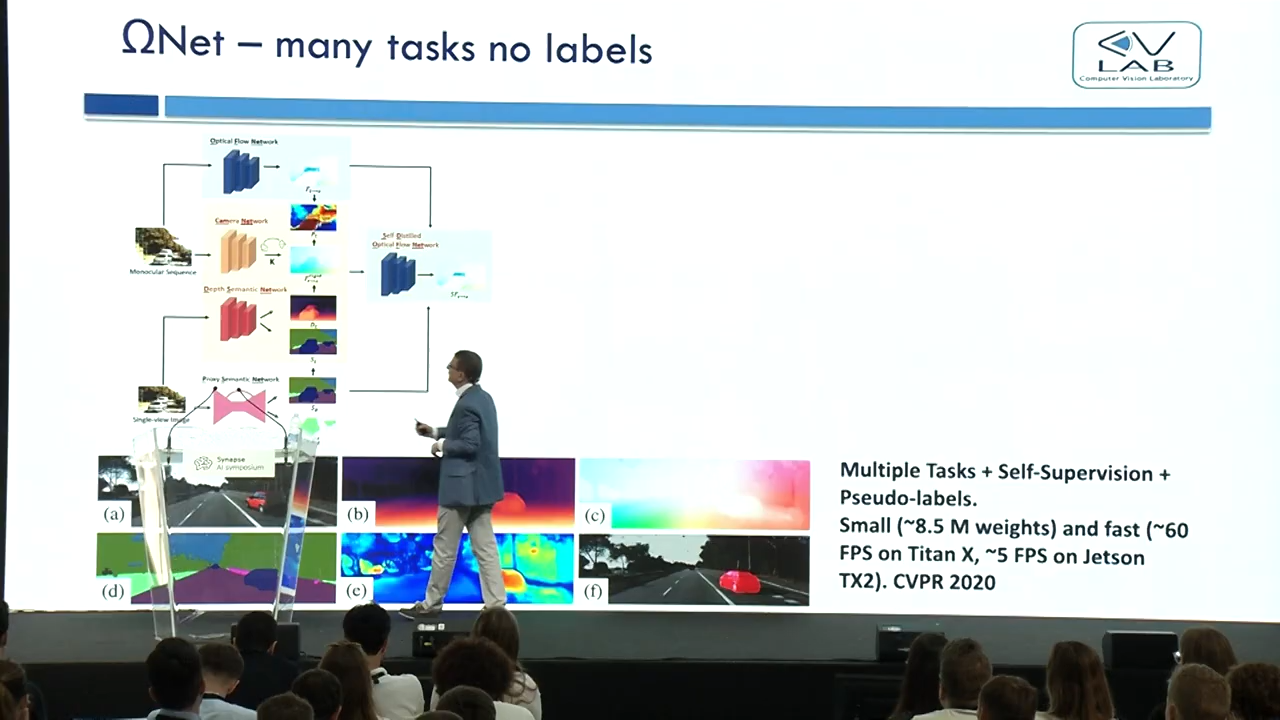 ΩNet – many tasks no labels
CV
LAB
Computer Vision Laboratory
Optical Flow Network
Camera Network
K
Monocular Sequence
Depth Semantic Network
Self-Distilled
Optical Flow Network
Proxy Semantic Network
Single-view Image
Synapse
AI symposium
(a)
(b)
(c)
(d)
(e)
(f)
Multiple Tasks + Self-Supervision +
Pseudo-labels.
Small (~8.5 M weights) and fast (~60
FPS on Titan X, ~5 FPS on Jetson
TX2). CVPR 2020